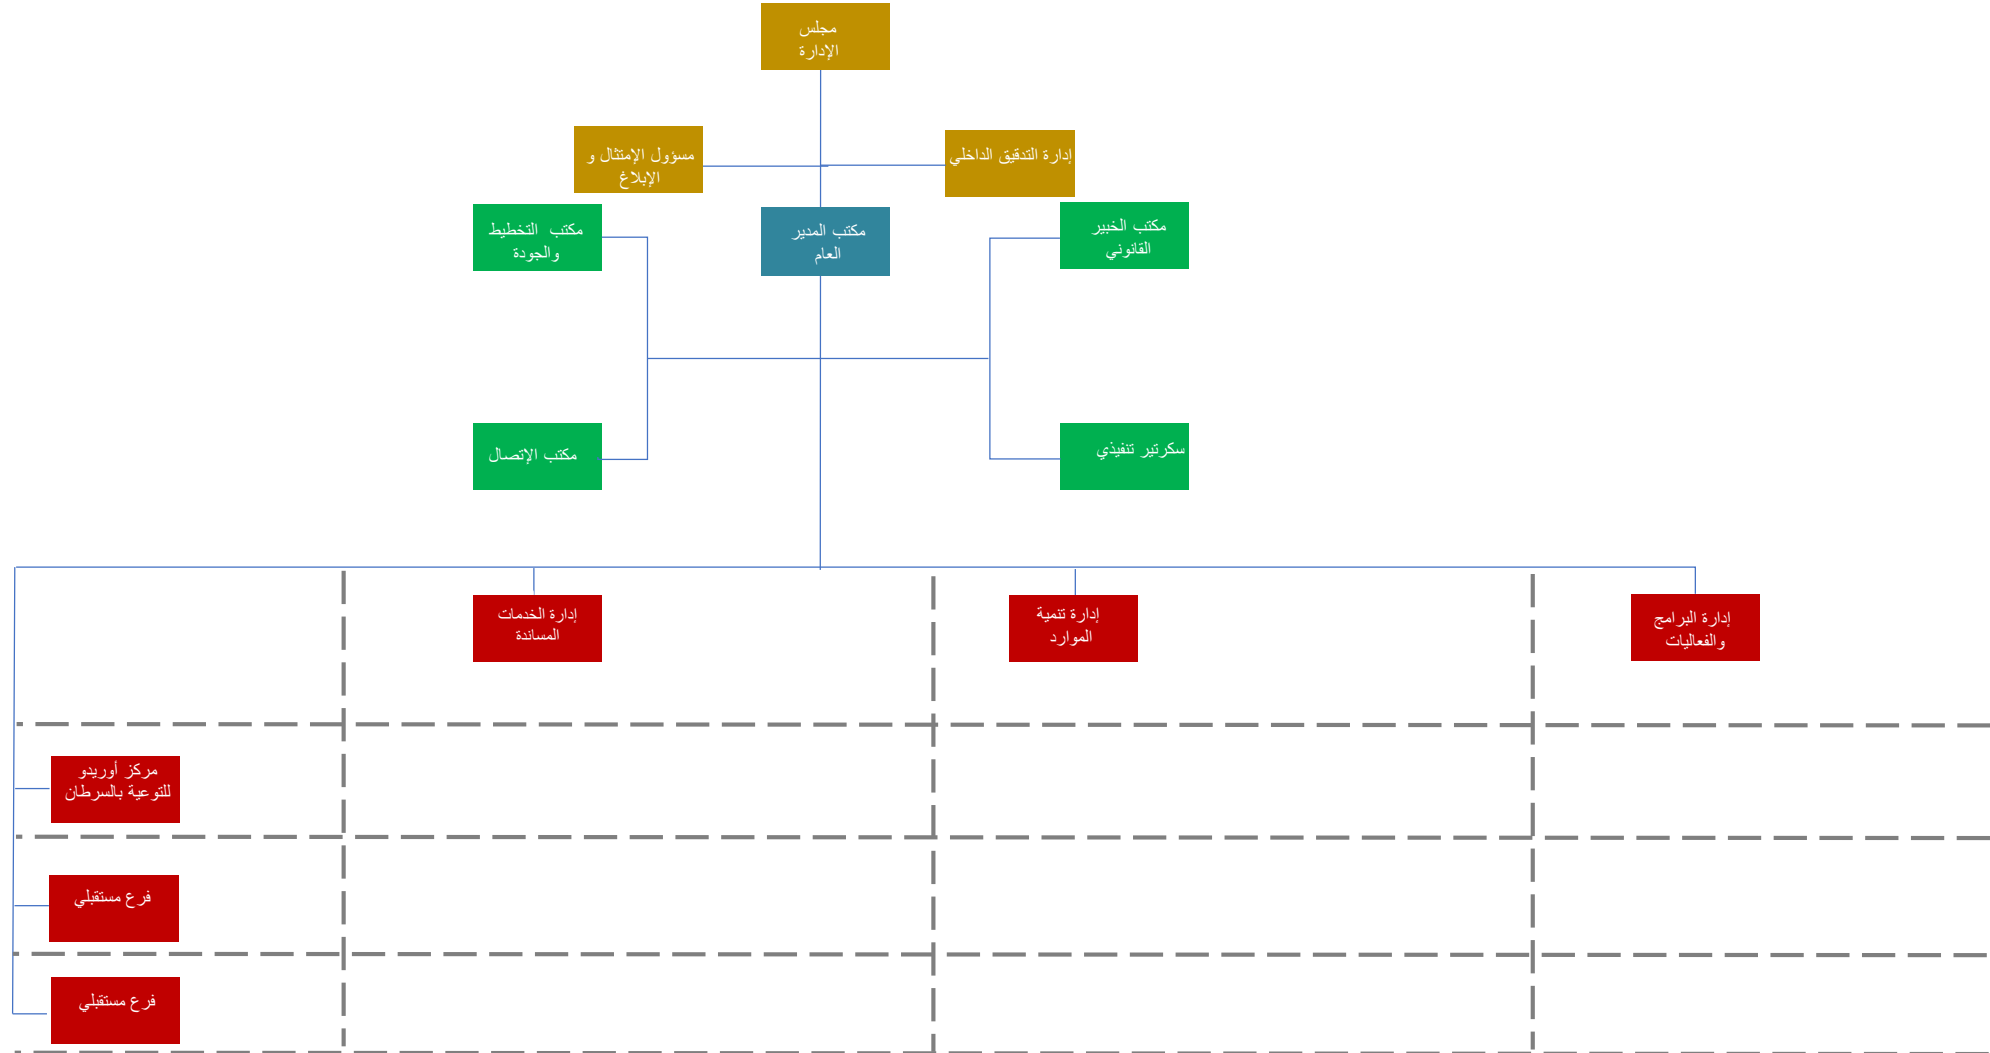 مجلس
الإدارة
إدارة التدقيق الداخلي
مسؤول الإمتثال و
الإبلاغ
مكتب الخبير
القانوني
مكتب المدير
العام
مكتب التخطيط
والجودة
سكرتير تنفيذي
مكتب الإتصال
إدارة البرامج
والفعاليات
إدارة تنمية
الموارد
إدارة الخدمات
المساندة
مركز أوريدو
للتوعية بالسرطان
فرع مستقبلي
فرع مستقبلي